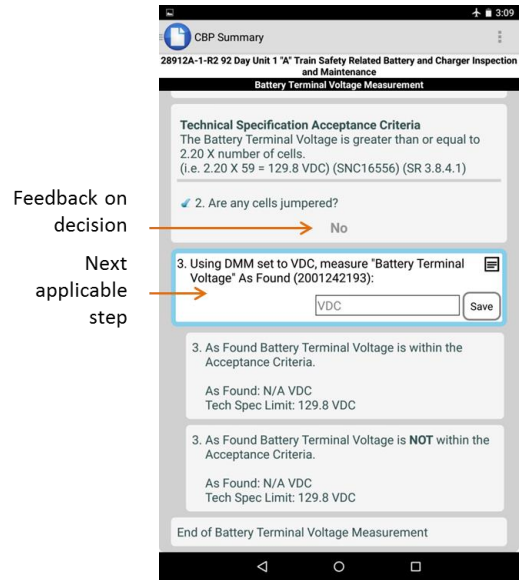 3:09
CBP Summary
28912A-1-R2 92 Day Unit 1 "A" Train Safety Related Battery and Charger Inspection
and Maintenance
Battery Terminal Voltage Measurement
Technical Specification Acceptance Criteria
The Battery Terminal Voltage is greater than or equal to
2.20 X number of cells.
(i.e. 2.20 X 59 = 129.8 VDC) (SNC16556) (SR 3.8.4.1)
2. Are any cells jumpered?
Feedback on
decision
No
Next
applicable
step
3. Using DMM set to VDC, measure "Battery Terminal
Voltage" As Found (2001242193):
VDC
Save
3. As Found Battery Terminal Voltage is within the
Acceptance Criteria.
As Found: N/A VDC
Tech Spec Limit: 129.8 VDC
3. As Found Battery Terminal Voltage is NOT within the
Acceptance Criteria.
As Found: N/A VDC
Tech Spec Limit: 129.8 VDC
End of Battery Terminal Voltage Measurement